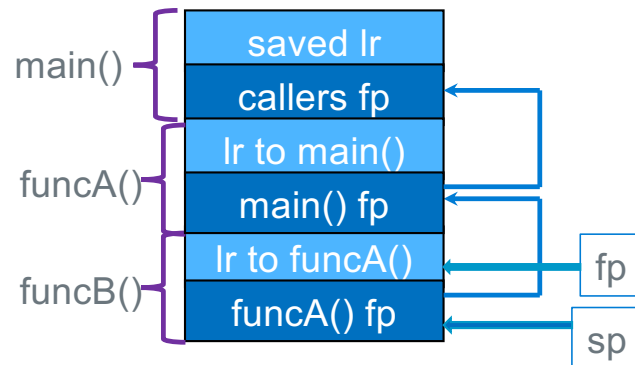 main()
saved lr
callers fp
funcA()
lr to main()
main() fp
funcB()
lr to funcA()
funcA() fp
fp
sp